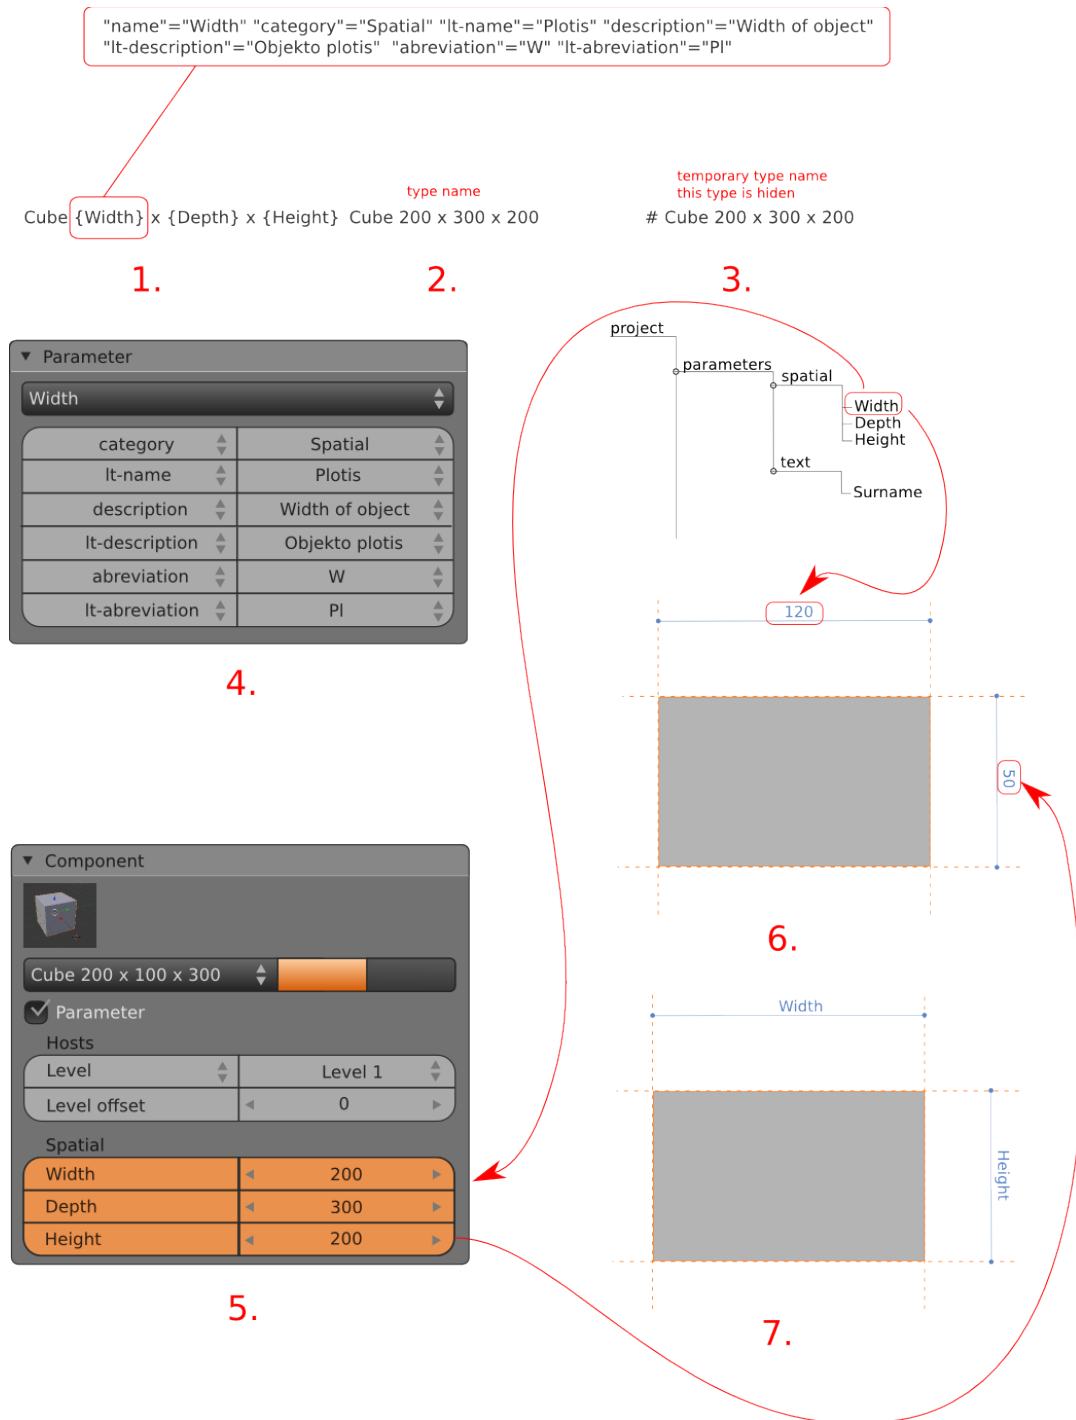 "name"="Width" "category"="Spatial" "lt-name"="Plotis" "description"="Width of object"
"lt-description"="Objekto plotis" "abreviation"="W" "lt-abreviation"="Pl"
type name
temporary type name
this type is hiden
Cube {Width} x {Depth} x {Height} Cube 200 x 300 x 200
# Cube 200 x 300 x 200
1.
2.
3.
project
parameters
spatial
Width
Depth
Height
text
Surname
Parameter
Width
category Spatial
lt-name Plotis
description Width of object
lt-description Objekto plotis
abreviation W
lt-abreviation Pl
4.
120
50
6.
Component
Cube 200 x 100 x 300
Parameter
Hosts
Level Level 1
Level offset 0
Spatial
Width 200
Depth 300
Height 200
5.
Width
Height
7.